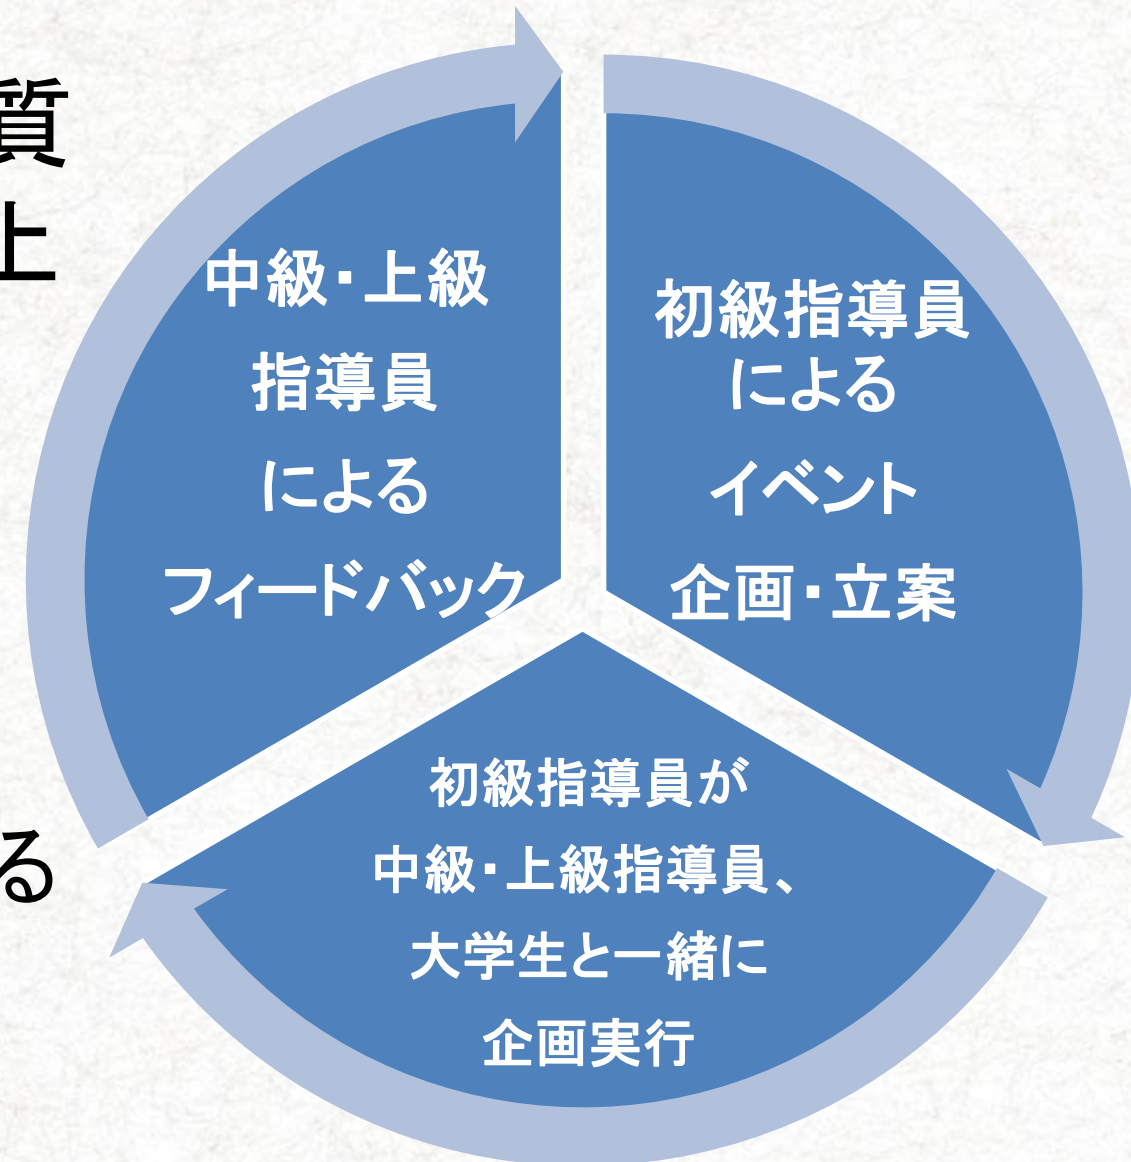 質
上
る
中級・上級
指導員
による
フィードバック
初級指導員
による
イベント
企画・立案
初級指導員が
中級・上級指導員、
大学生と一緒に
企画実行